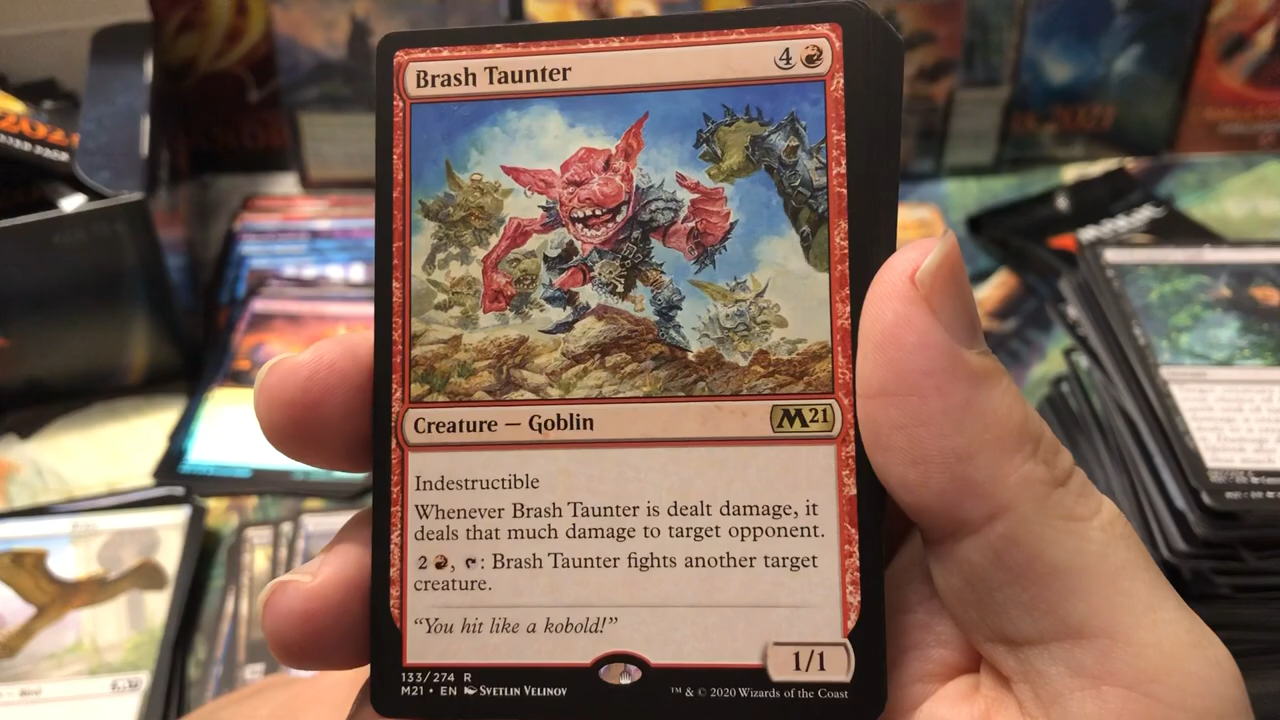 Brash Taunter
4
Creature — Goblin
M21
Indestructible
Whenever Brash Taunter is dealt damage, it
deals that much damage to target opponent.
2 , : Brash Taunter fights another target
creature.
“You hit like a kobold!”
1/1
133/274 R
M21 • EN Svetlin Velinov
™ & © 2020 Wizards of the Coast
MAGIC